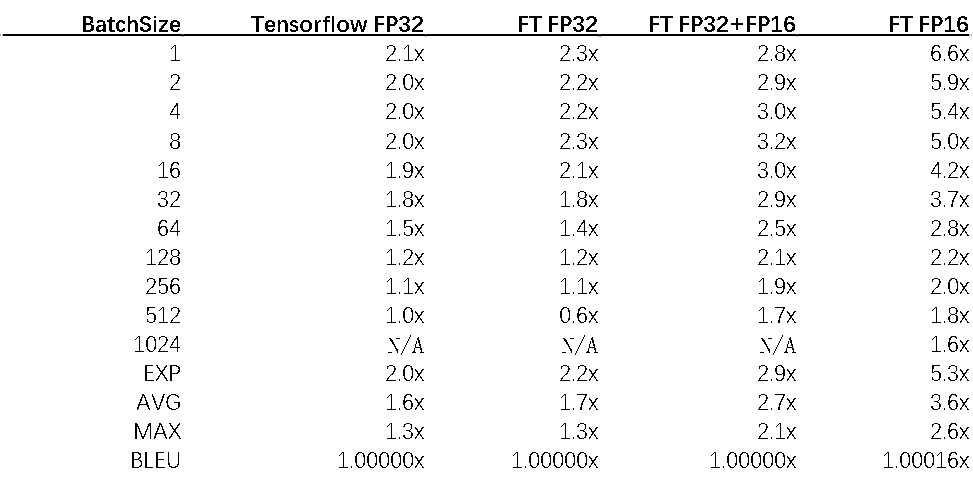 BatchSize Tensorflow FP32 FT FP32 FT FP32+FP16 FT FP16
1 2.1x 2.3x 2.8x 6.6x
2 2.0x 2.2x 2.9x 5.9x
4 2.0x 2.2x 3.0x 5.4x
8 2.0x 2.3x 3.2x 5.0x
16 1.9x 2.1x 3.0x 4.2x
32 1.8x 1.8x 2.9x 3.7x
64 1.5x 1.4x 2.5x 2.8x
128 1.2x 1.2x 2.1x 2.2x
256 1.1x 1.1x 1.9x 2.0x
512 1.0x 0.6x 1.7x 1.8x
1024 N/A N/A N/A 1.6x
EXP 2.0x 2.2x 2.9x 5.3x
AVG 1.6x 1.7x 2.7x 3.6x
MAX 1.3x 1.3x 2.1x 2.6x
BLEU 1.00000x 1.00000x 1.00000x 1.00016x